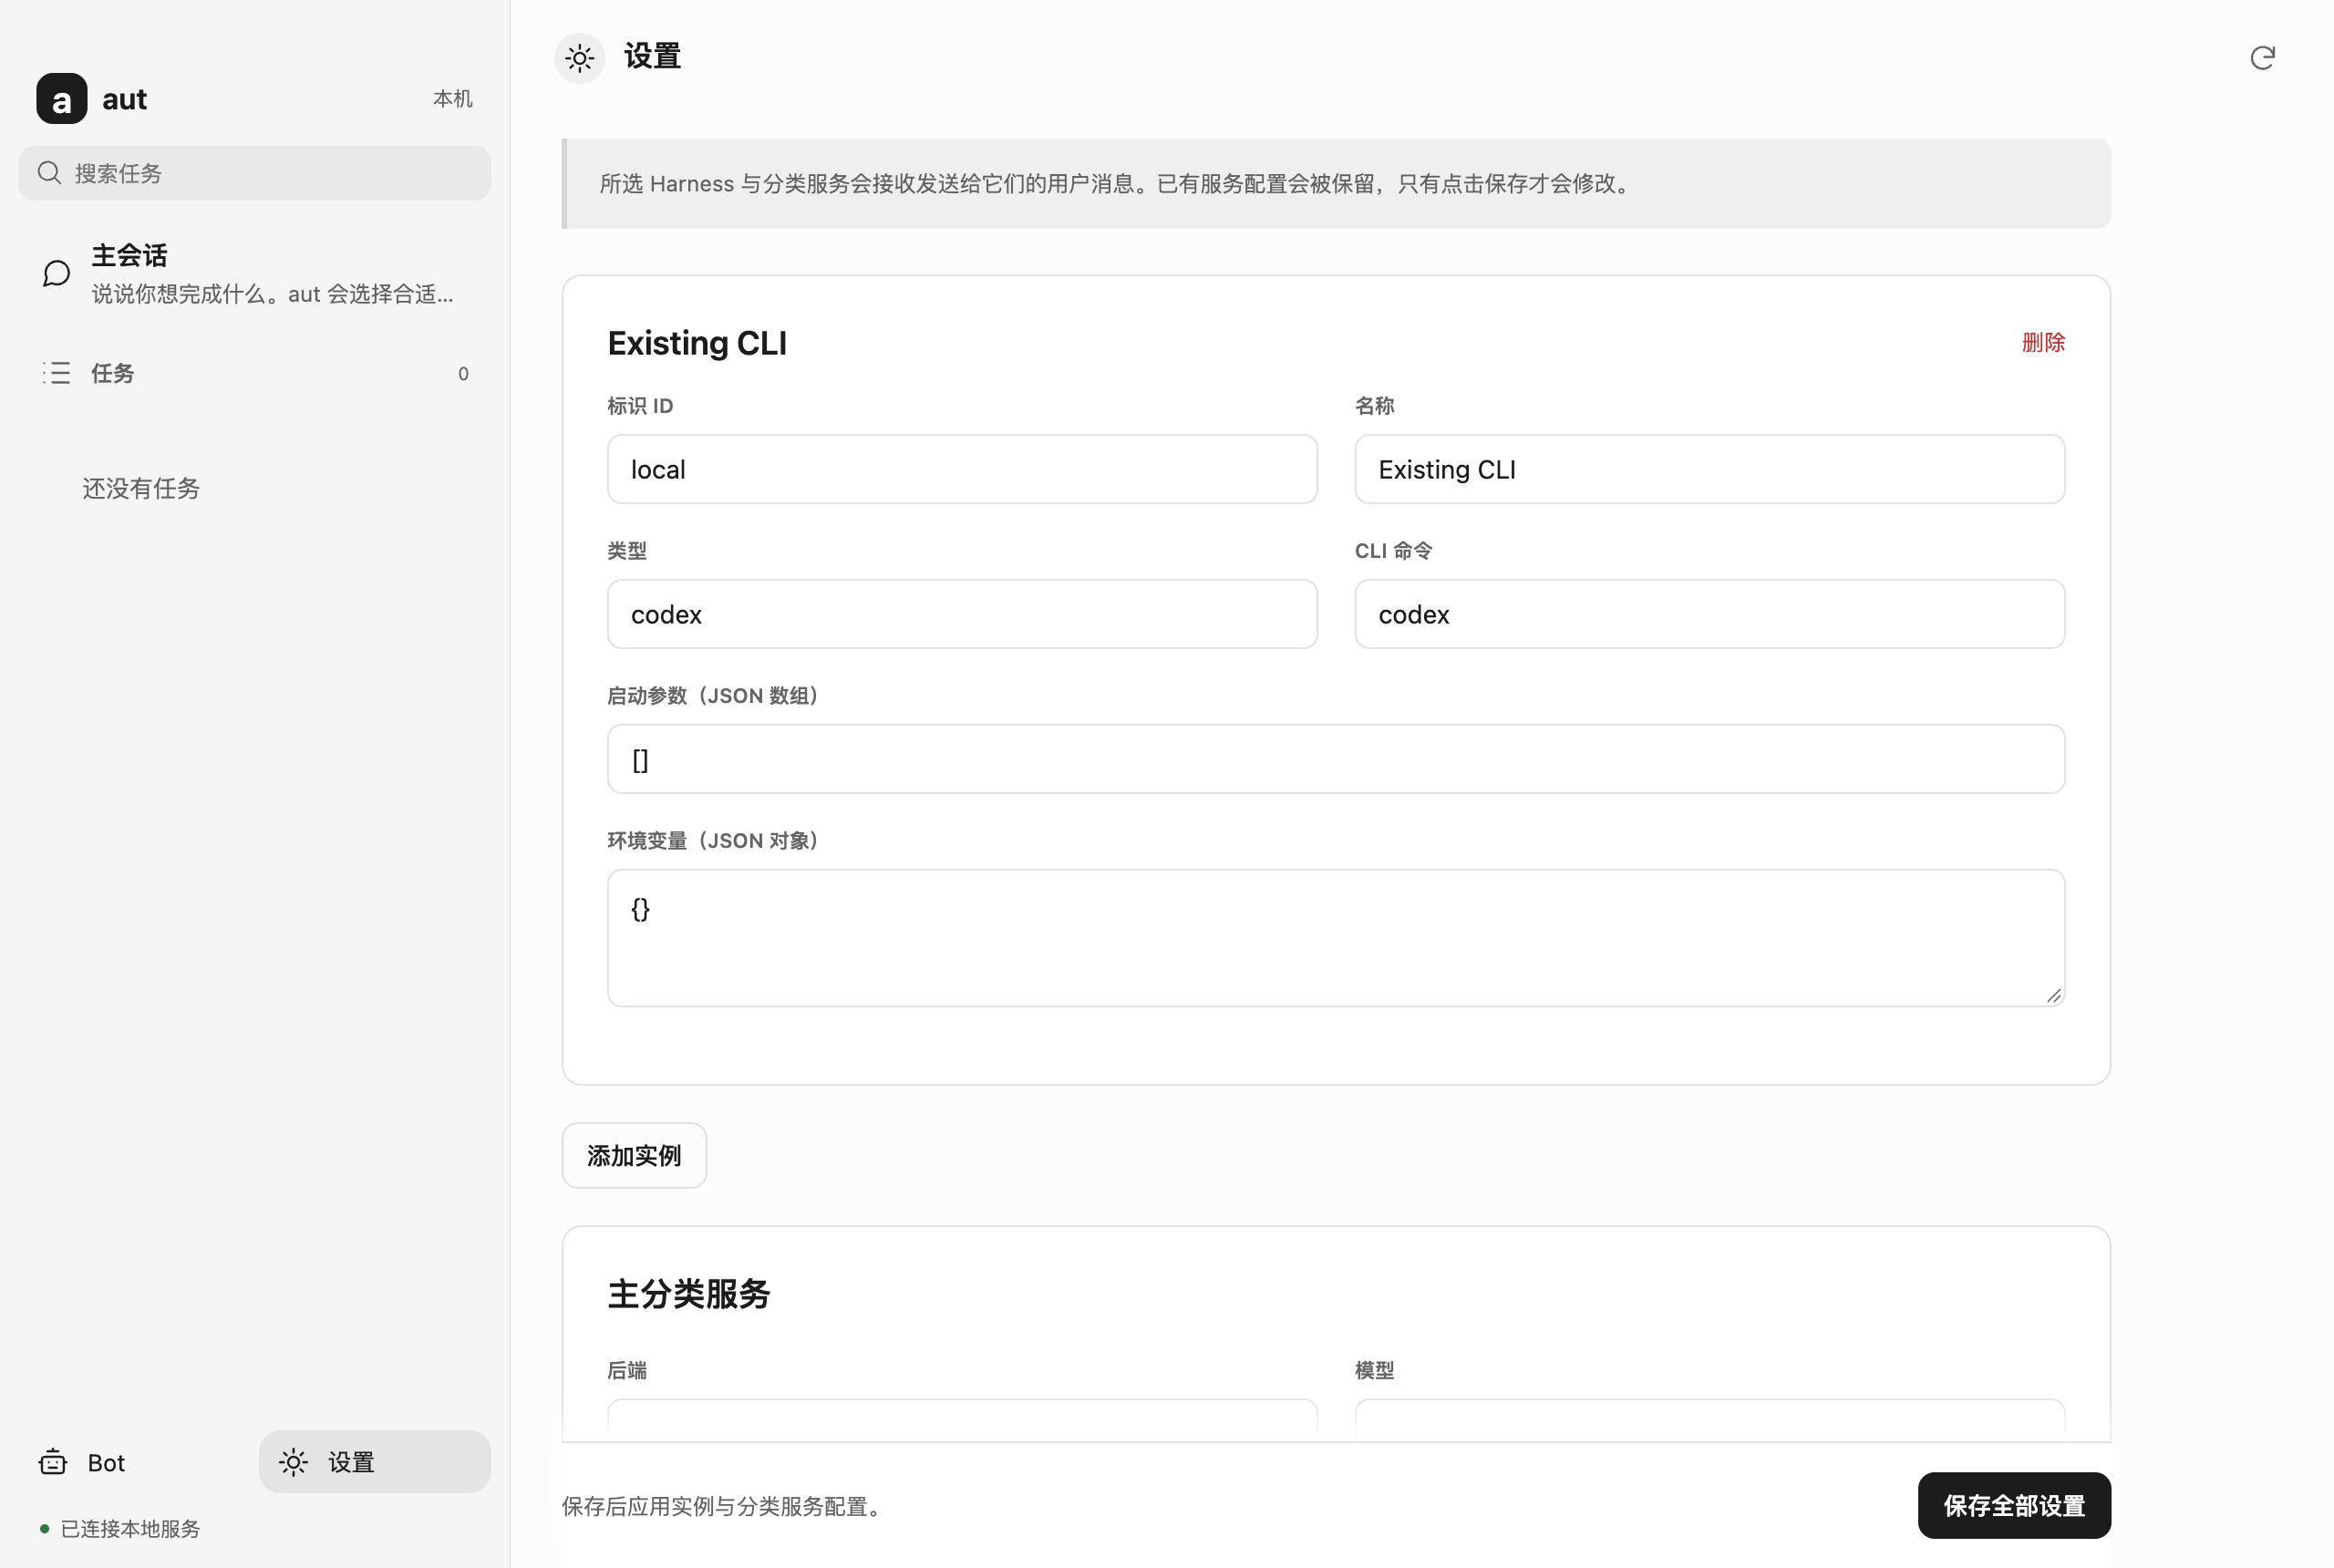 a aut 本机
搜索任务
主会话
说说你想完成什么。aut 会选择合适...
任务 0
还没有任务
Bot
设置
已连接本地服务
设置
所选 Harness 与分类服务会接收发送给它们的用户消息。已有服务配置会被保留，只有点击保存才会修改。
Existing CLI 删除
标识 ID 名称
local Existing CLI
类型 CLI 命令
codex codex
启动参数（JSON 数组）
[]
环境变量（JSON 对象）
{}
添加实例
主分类服务
后端 模型
保存后应用实例与分类服务配置。 保存全部设置